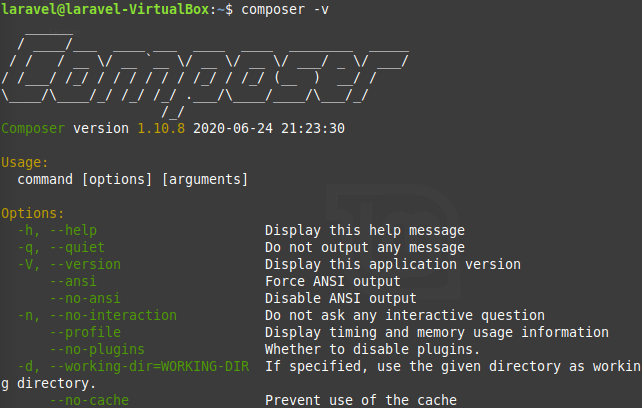 laravel@laravel-VirtualBox:~$ composer -v
   ______
  / ____/___  ____ ___  ____  ____  ________  _____
 / /   / __ \/ __ `__ \/ __ \/ __ \/ ___/ _ \/ ___/
/ /___/ /_/ / / / / / / /_/ / /_/ (__  )  __/ /
\____/\____/_/ /_/ /_/ .___/\____/____/\___/_/
                    /_/
Composer version 1.10.8 2020-06-24 21:23:30

Usage:
  command [options] [arguments]

Options:
  -h, --help                     Display this help message
  -q, --quiet                    Do not output any message
  -V, --version                  Display this application version
      --ansi                     Force ANSI output
      --no-ansi                  Disable ANSI output
  -n, --no-interaction           Do not ask any interactive question
      --profile                  Display timing and memory usage information
      --no-plugins               Whether to disable plugins.
  -d, --working-dir=WORKING-DIR  If specified, use the given directory as workin
g directory.
      --no-cache                 Prevent use of the cache